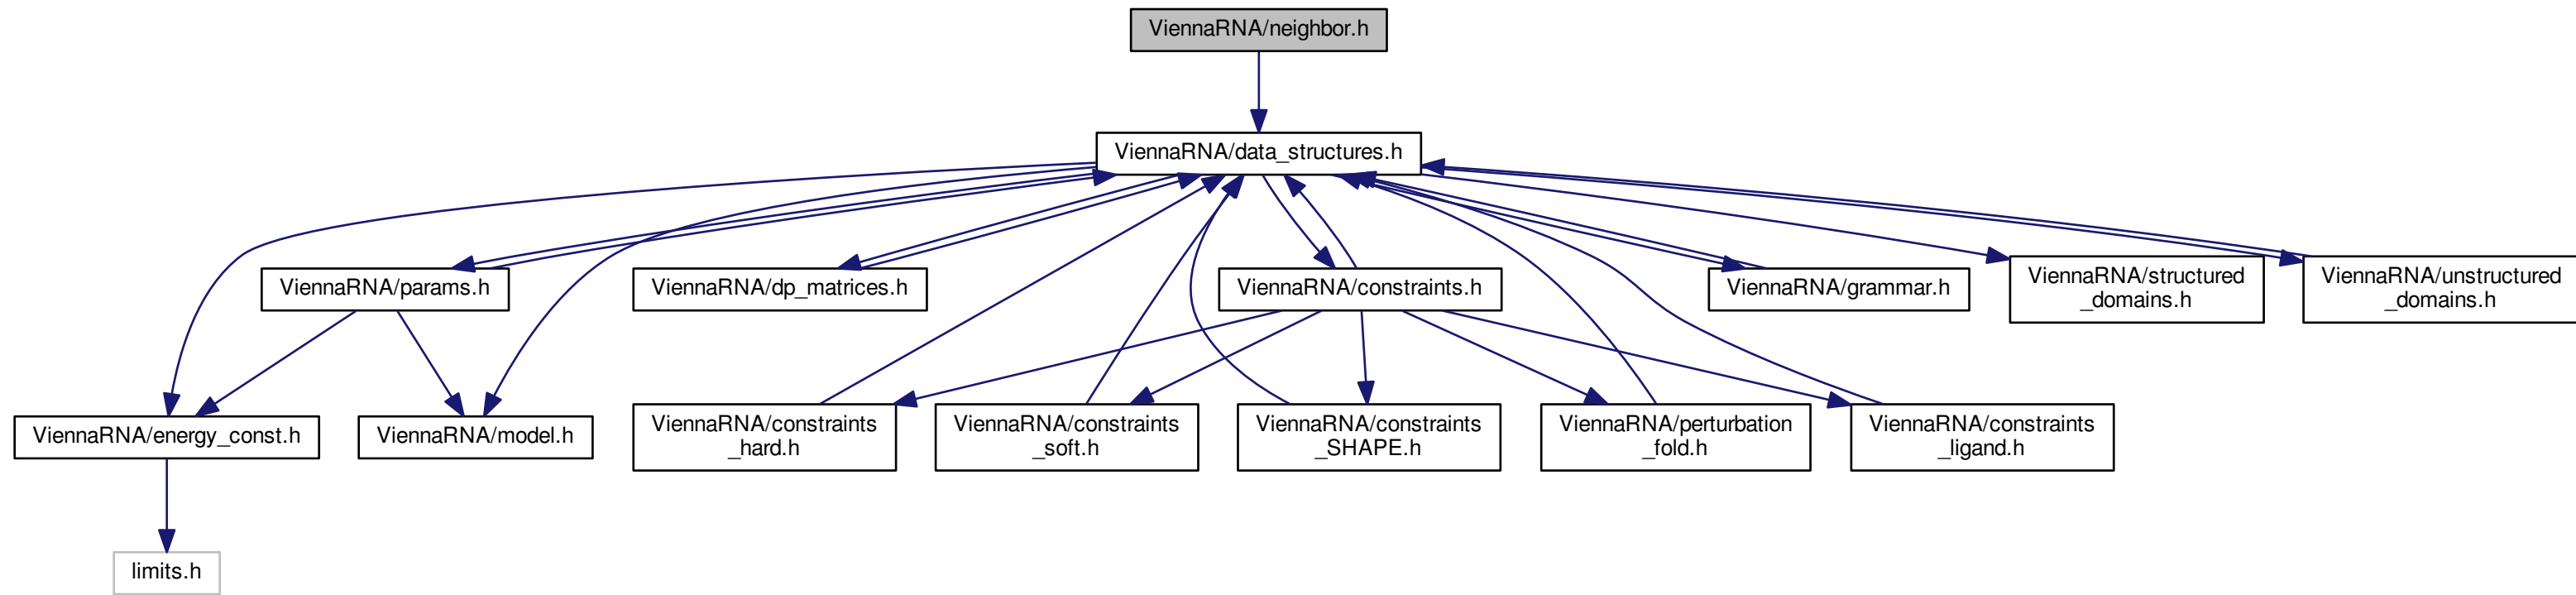 ViennaRNA/neighbor.h
ViennaRNA/data_structures.h
ViennaRNA/params.h
ViennaRNA/dp_matrices.h
ViennaRNA/constraints.h
ViennaRNA/grammar.h
ViennaRNA/structured
_domains.h
ViennaRNA/unstructured
_domains.h
ViennaRNA/energy_const.h
ViennaRNA/model.h
ViennaRNA/constraints
_hard.h
ViennaRNA/constraints
_soft.h
ViennaRNA/constraints
_SHAPE.h
ViennaRNA/perturbation
_fold.h
ViennaRNA/constraints
_ligand.h
limits.h